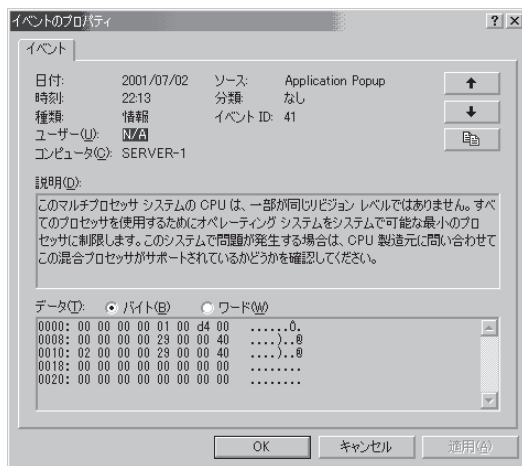 イベントのプロパティ
イベント
日付: 2001/07/02 ソース: Application Popup
時刻: 22:13 分類: なし
種類: 情報 イベント ID: 41
ユーザー(U): N/A
コンピュータ(C): SERVER-1
説明(D):
このマルチプロセッサ システムの CPU は、一部が同じリビジョン レベルではありません。すべ
てのプロセッサを使用するためにオペレーティング システムをシステムで可能な最小のプロ
セッサに制限します。このシステムで問題が発生する場合は、CPU 製造元に問い合わせて
この混合プロセッサがサポートされているかどうかを確認してください。
データ(T): バイト(B) ワード(W)
0000: 00 00 00 00 01 00 d4 00 ......Ô.
0008: 00 00 00 00 29 00 00 40 ....)..@
0010: 02 00 00 00 29 00 00 40 ....)..@
0018: 00 00 00 00 00 00 00 00 ........
0020: 00 00 00 00 00 00 00 00 ........
OK キャンセル 適用(A)